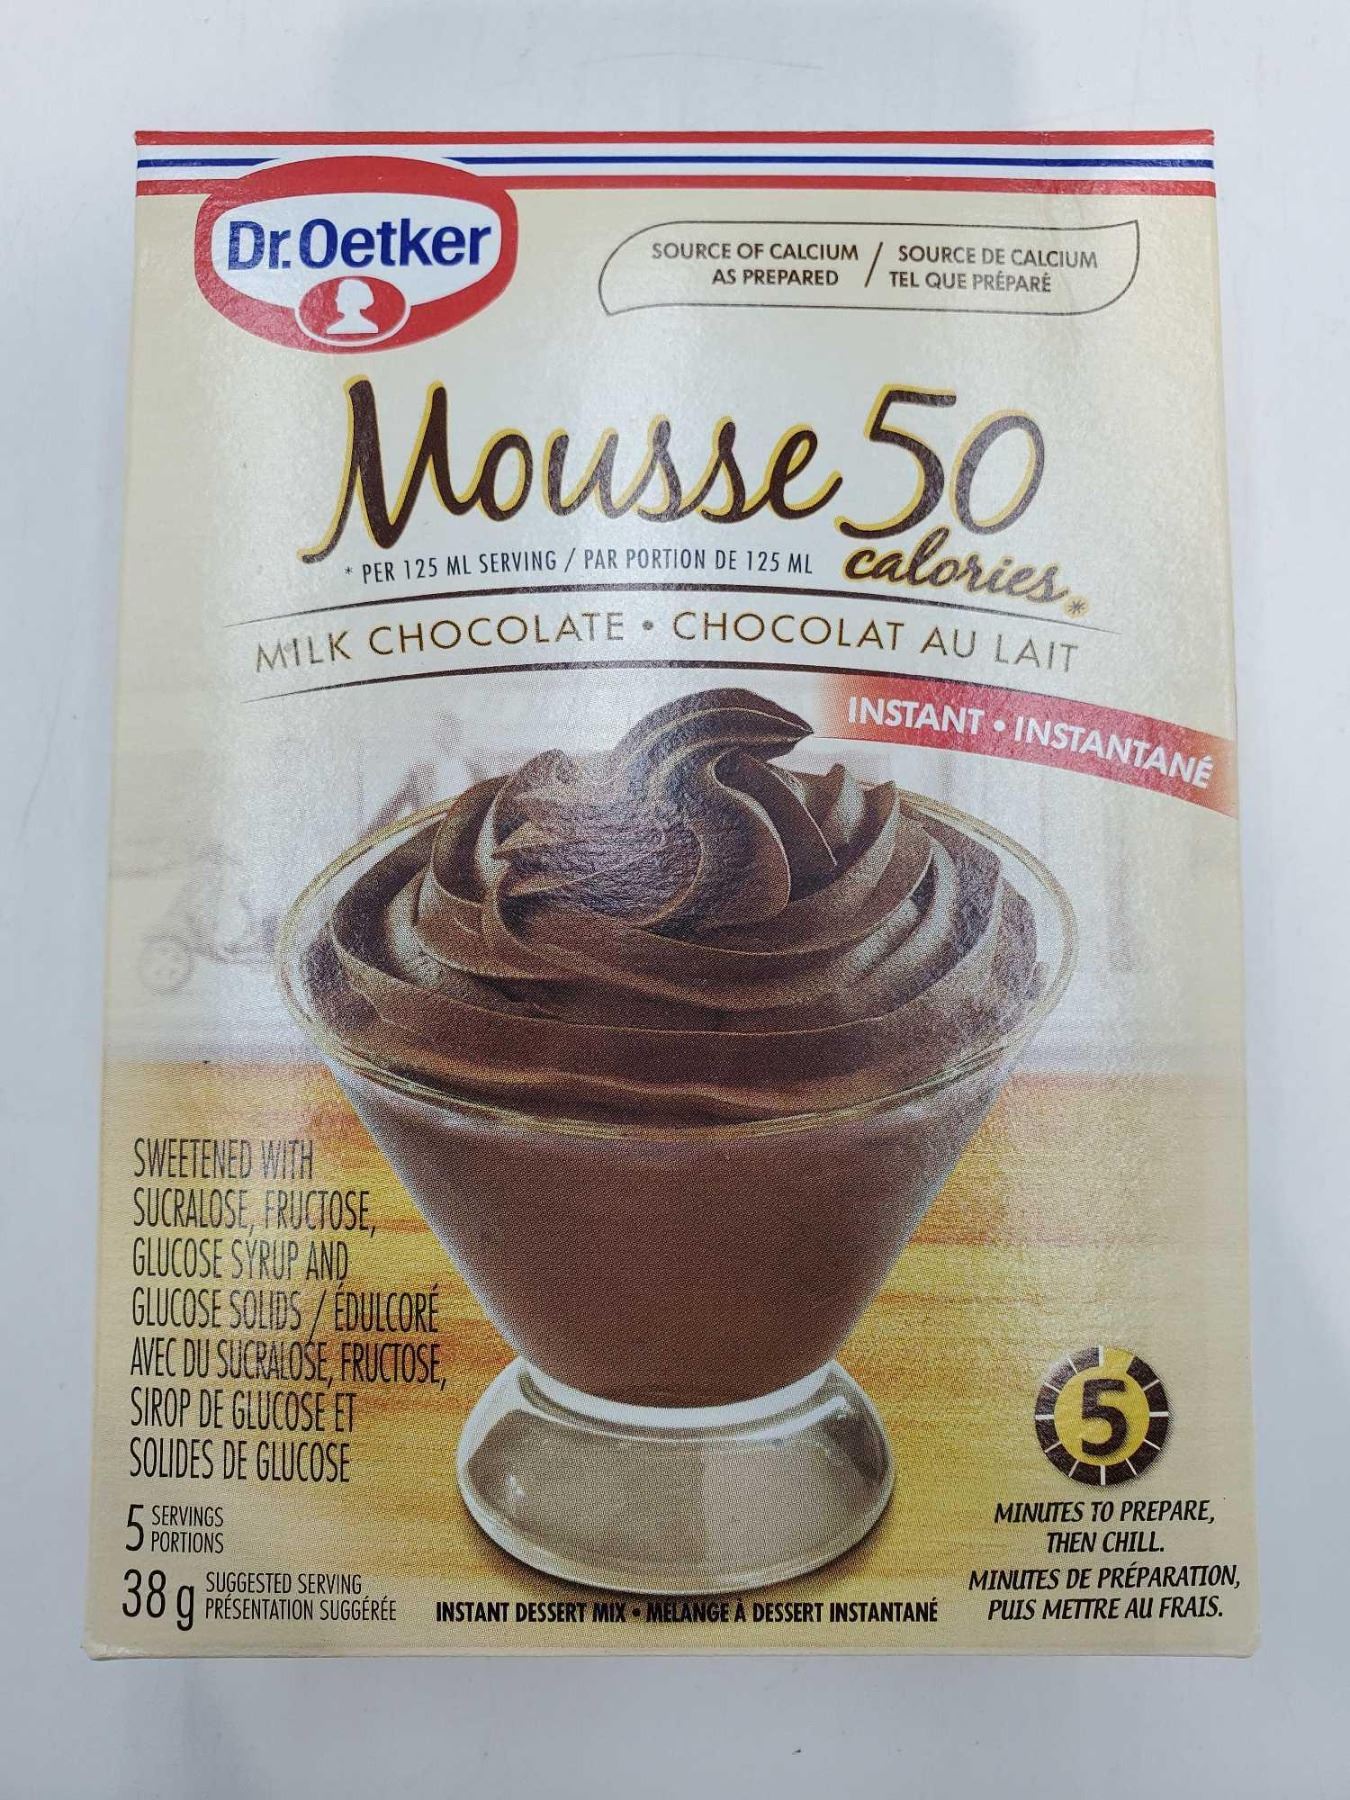 Dr. Oetker
SOURCE OF CALCIUM AS PREPARED / SOURCE DE CALCIUM TEL QUE PRÉPARÉ
Mousse 50
calories*
* PER 125 ML SERVING / PAR PORTION DE 125 ML
MILK CHOCOLATE • CHOCOLAT AU LAIT
INSTANT • INSTANTANÉ
SWEETENED WITH
SUCRALOSE, FRUCTOSE,
GLUCOSE SYRUP AND
GLUCOSE SOLIDS / ÉDULCORÉ
AVEC DU SUCRALOSE, FRUCTOSE,
SIROP DE GLUCOSE ET
SOLIDES DE GLUCOSE
5 SERVINGS
PORTIONS
38 g SUGGESTED SERVING
PRÉSENTATION SUGGÉRÉE
INSTANT DESSERT MIX • MÉLANGE À DESSERT INSTANTANÉ
5
MINUTES TO PREPARE,
THEN CHILL.
MINUTES DE PRÉPARATION,
PUIS METTRE AU FRAIS.